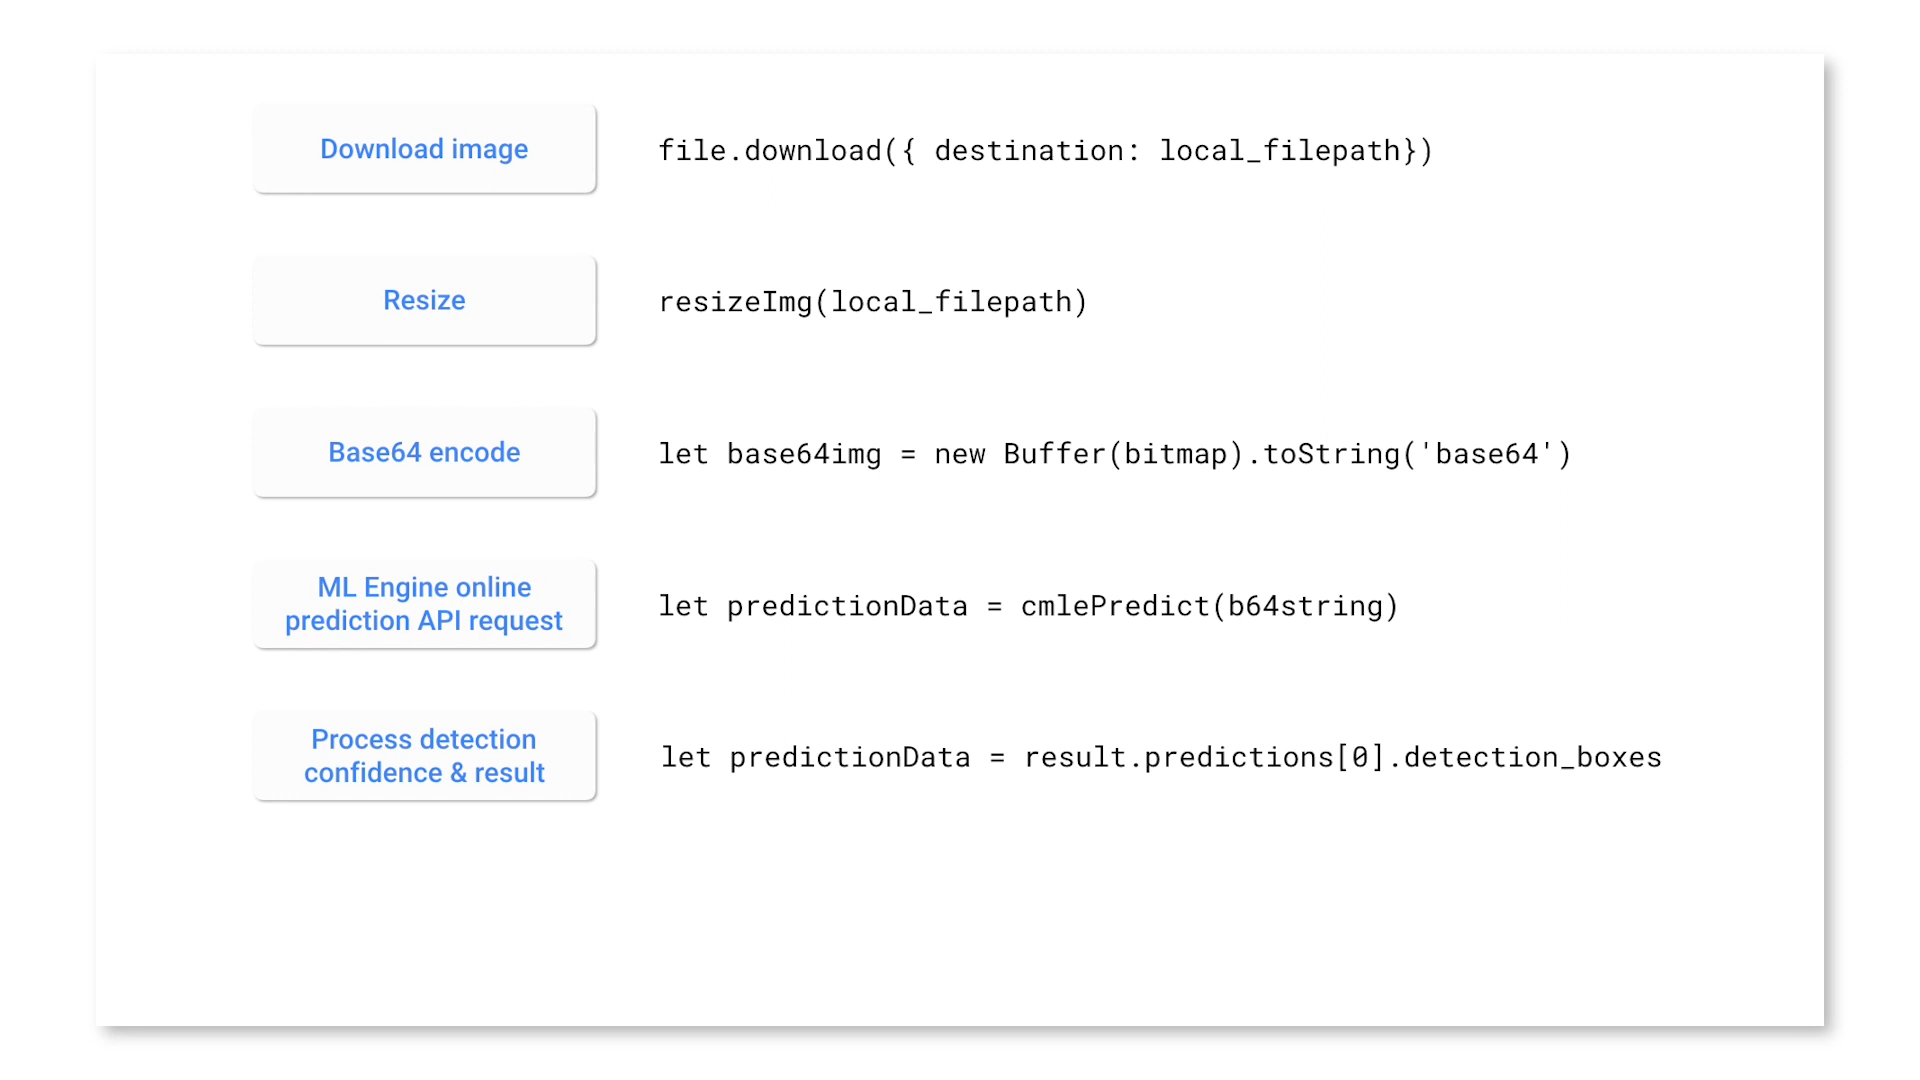 Download image
file.download({ destination: local_filepath})
Resize
resizeImg(local_filepath)
Base64 encode
let base64img = new Buffer(bitmap).toString('base64')
ML Engine online
prediction API request
let predictionData = cmlePredict(b64string)
Process detection
confidence & result
let predictionData = result.predictions[0].detection_boxes